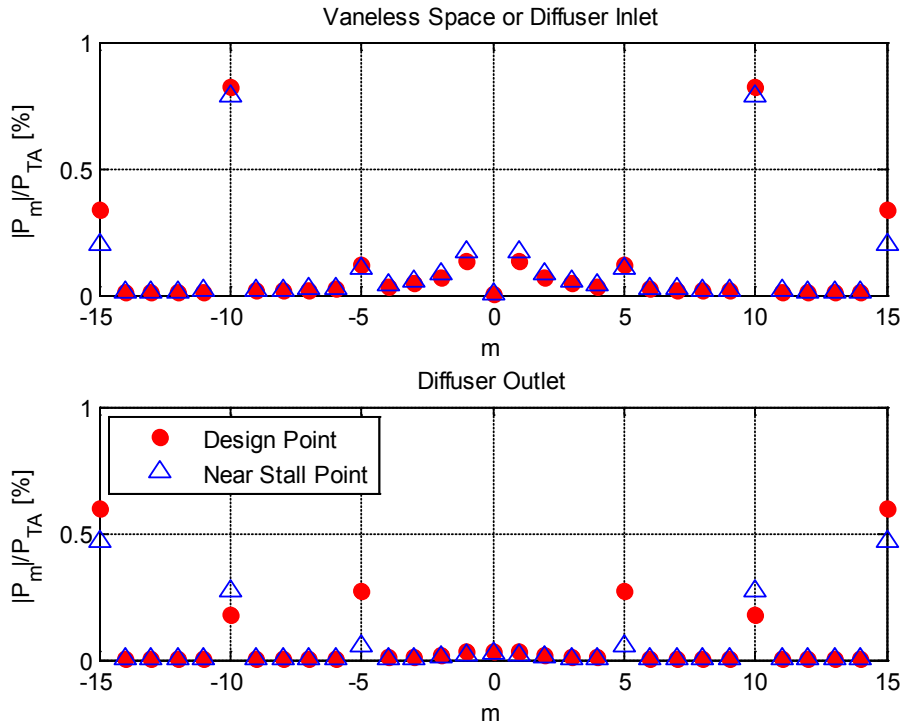 Vaneless Space or Diffuser Inlet
1
0.5
0
|P_m|/P_TA [%]
-15 -10 -5 0 5 10 15
m
Diffuser Outlet
1
0.5
0
|P_m|/P_TA [%]
Design Point
Near Stall Point
-15 -10 -5 0 5 10 15
m